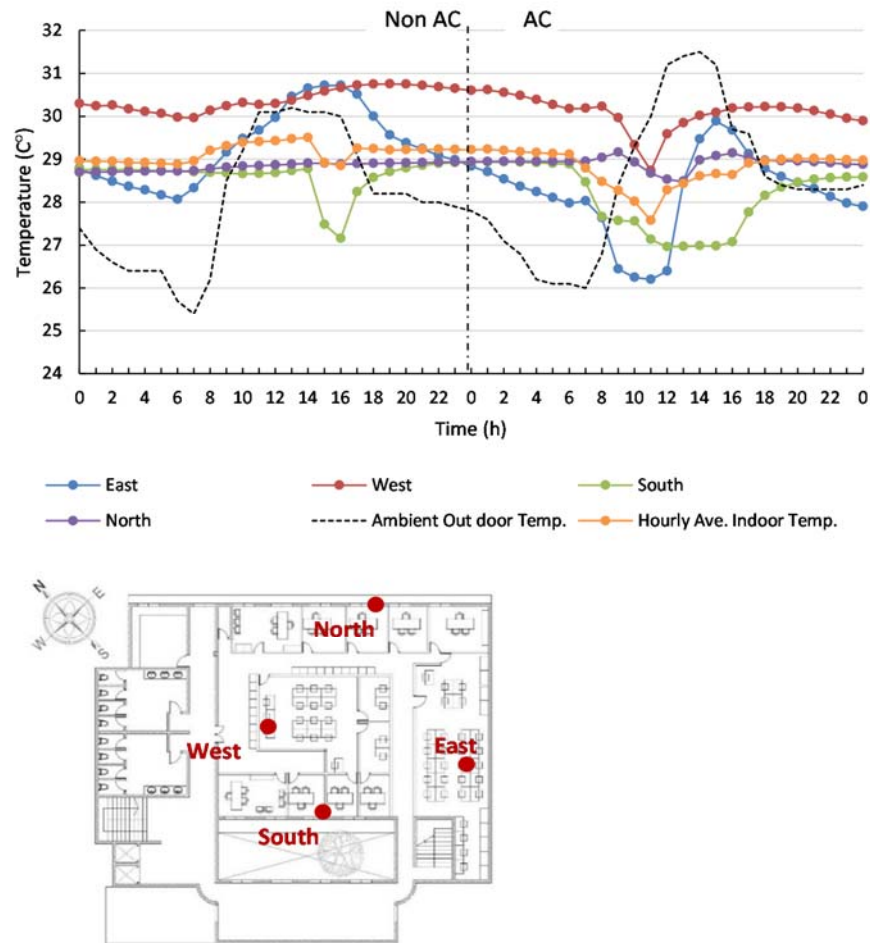 Non AC AC
32
31
30
29
28
27
26
25
24
Temperature (C°)
0 2 4 6 8 10 12 14 16 18 20 22 0 2 4 6 8 10 12 14 16 18 20 22 0
Time (h)
East West South
North Ambient Out door Temp. Hourly Ave. Indoor Temp.
N E
W S
North
West East
South